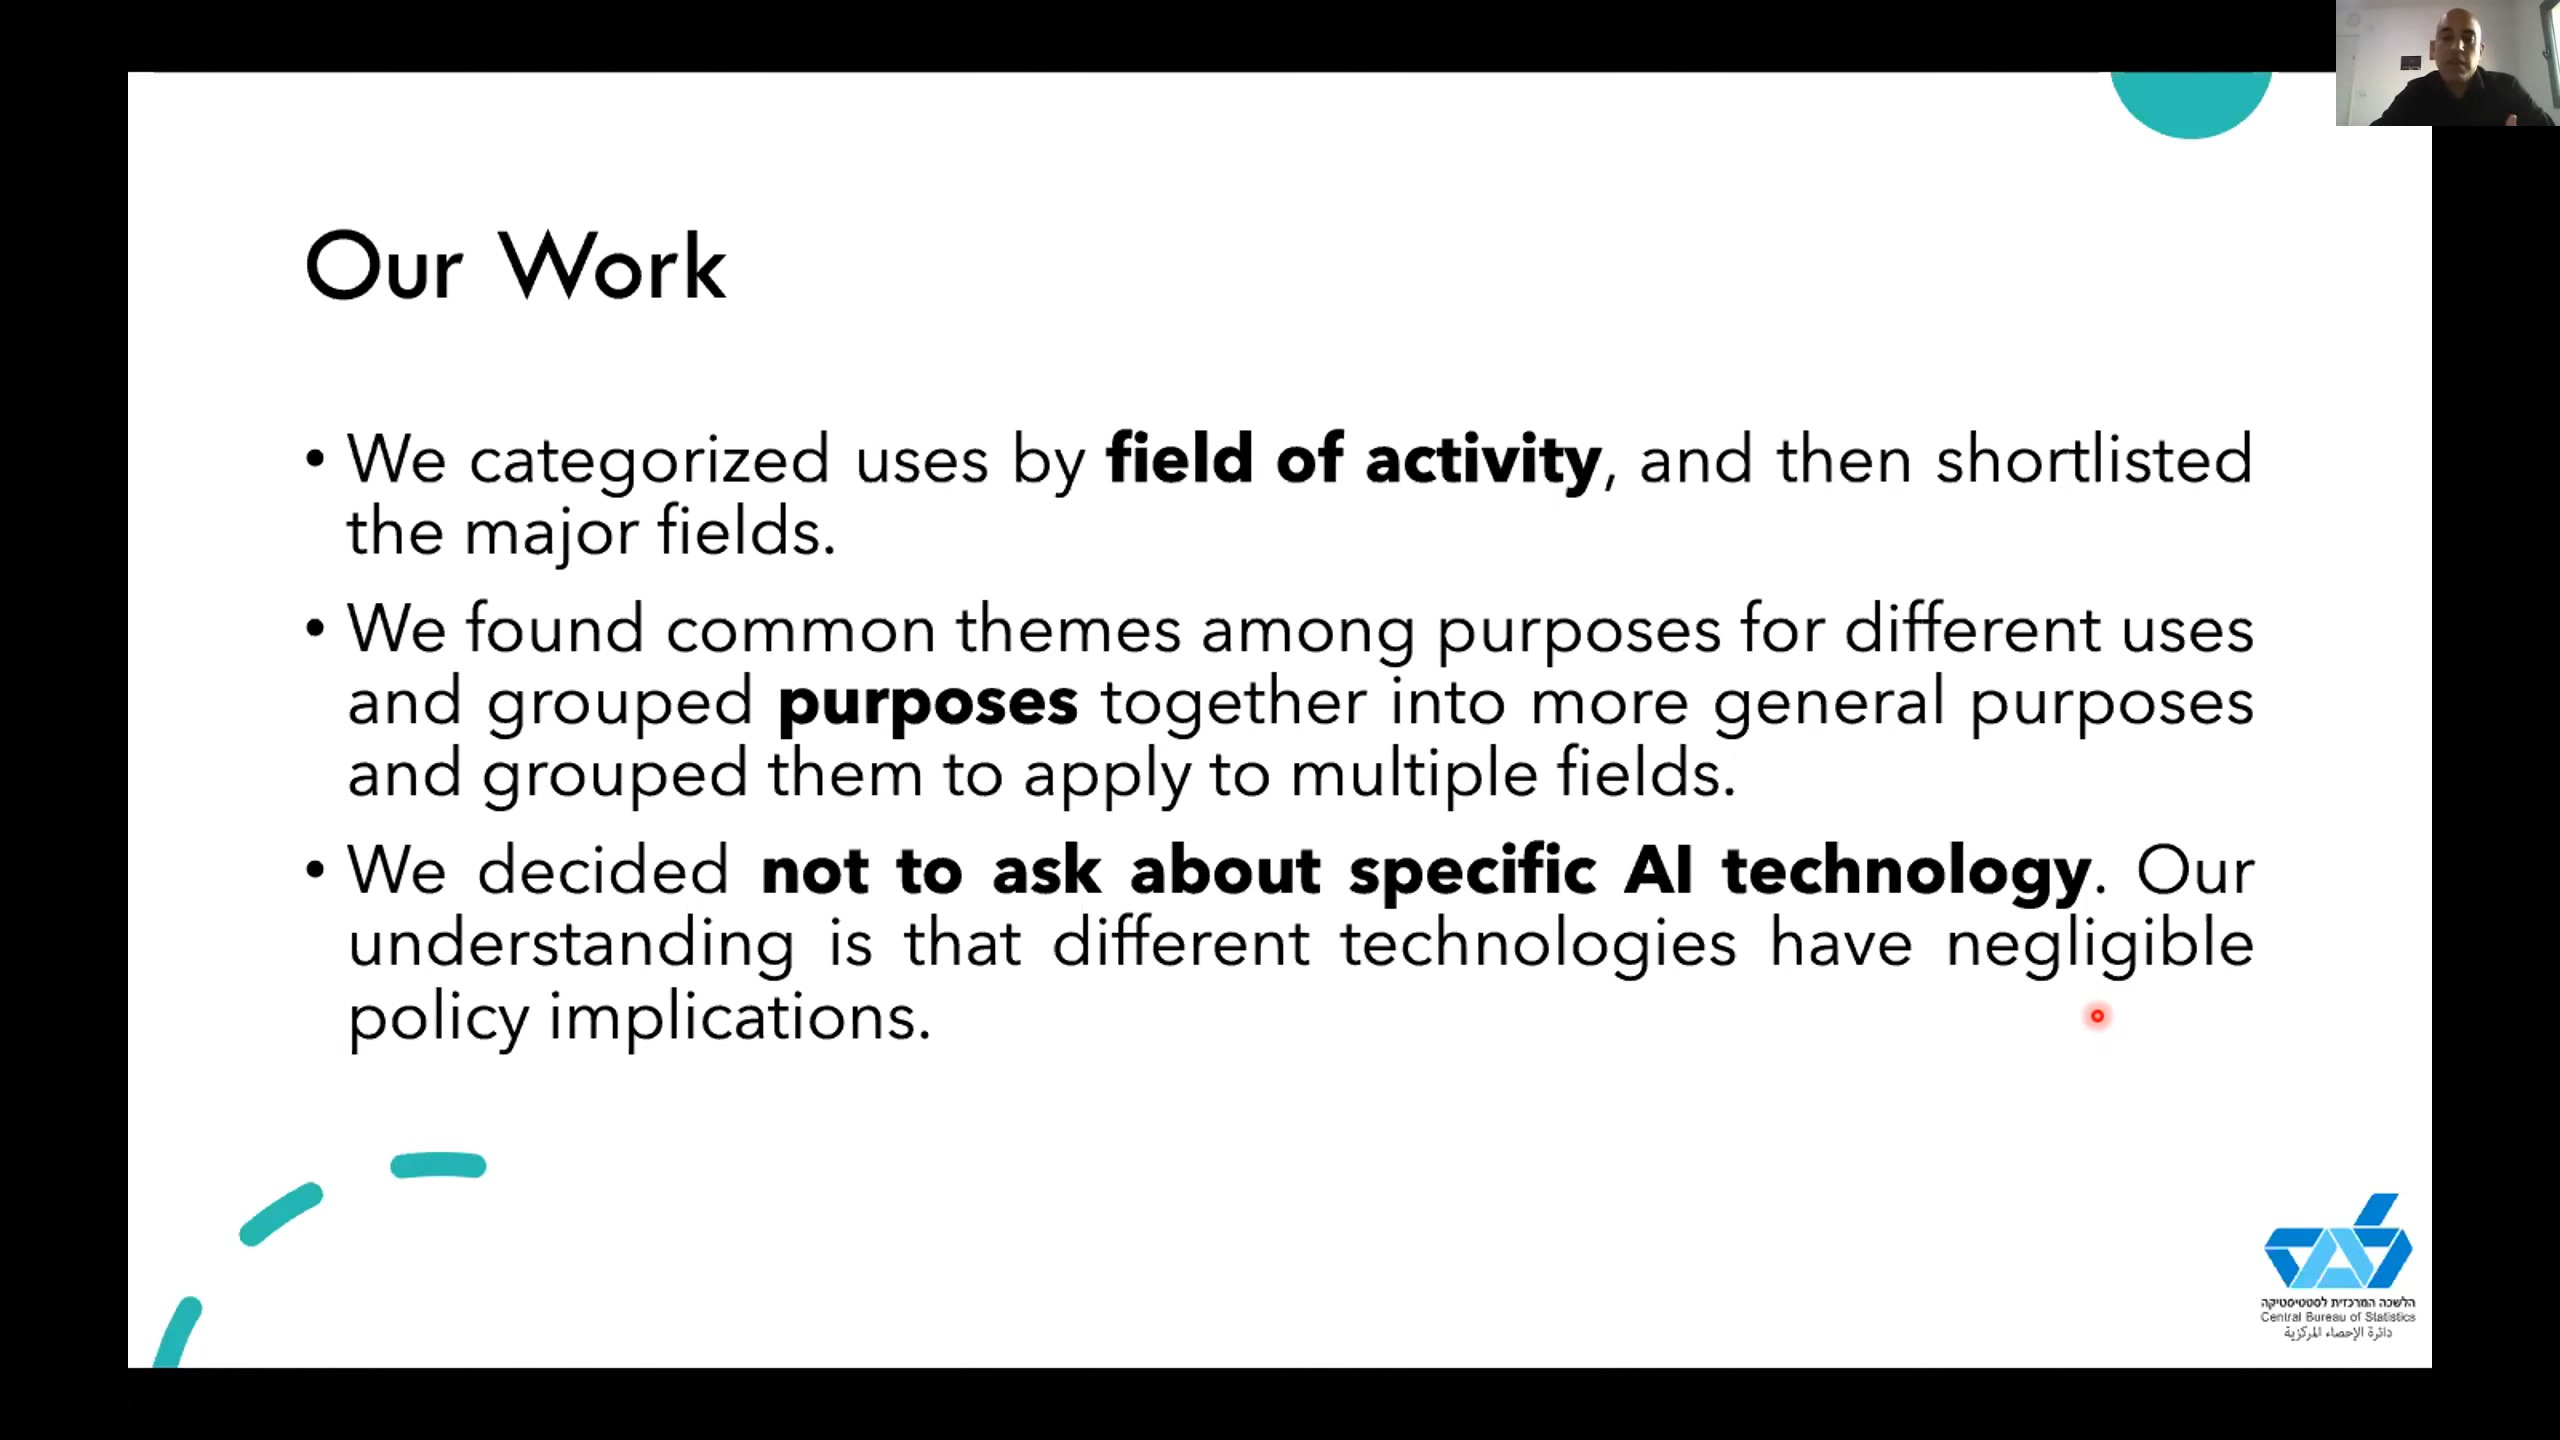 Our Work
• We categorized uses by field of activity, and then shortlisted
the major fields.
• We found common themes among purposes for different uses
and grouped purposes together into more general purposes
and grouped them to apply to multiple fields.
• We decided not to ask about specific AI technology. Our
understanding is that different technologies have negligible
policy implications.
הלשכה המרכזית לסטטיסטיקה
Central Bureau of Statistics
دائرة الإحصاء المركزية